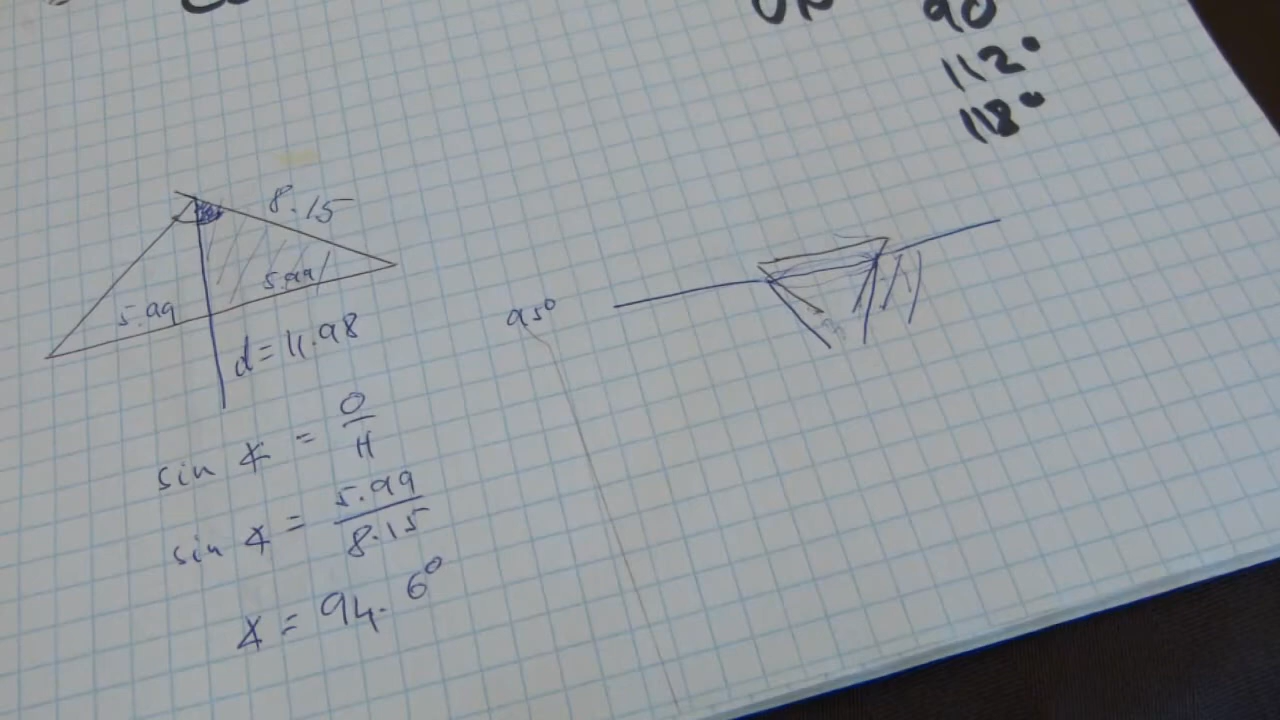 90
112°
118°
8.15
5.99
5.99
d = 11.98
95°
sin ∡ = O/H
sin ∡ = 5.99/8.15
∡ = 94.6°